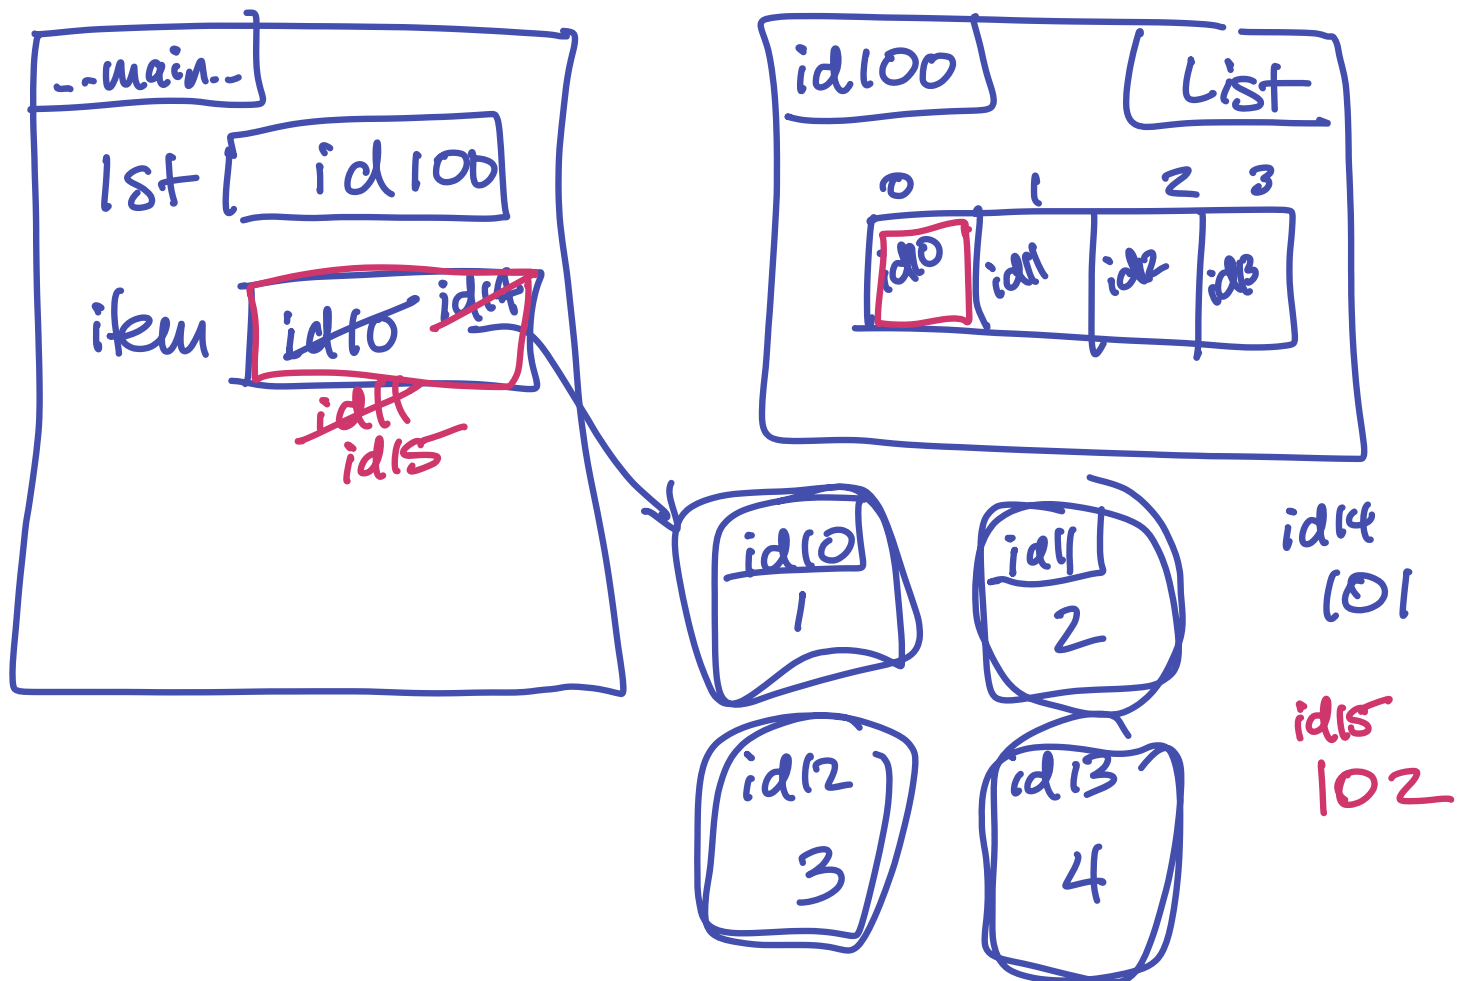 __main__
lst id100
item id10 id14
id11
id15
id100 List
0 1 2 3
id10 id11 id12 id13
id10
1
id11
2
id14
101
id12
3
id13
4
id15
102